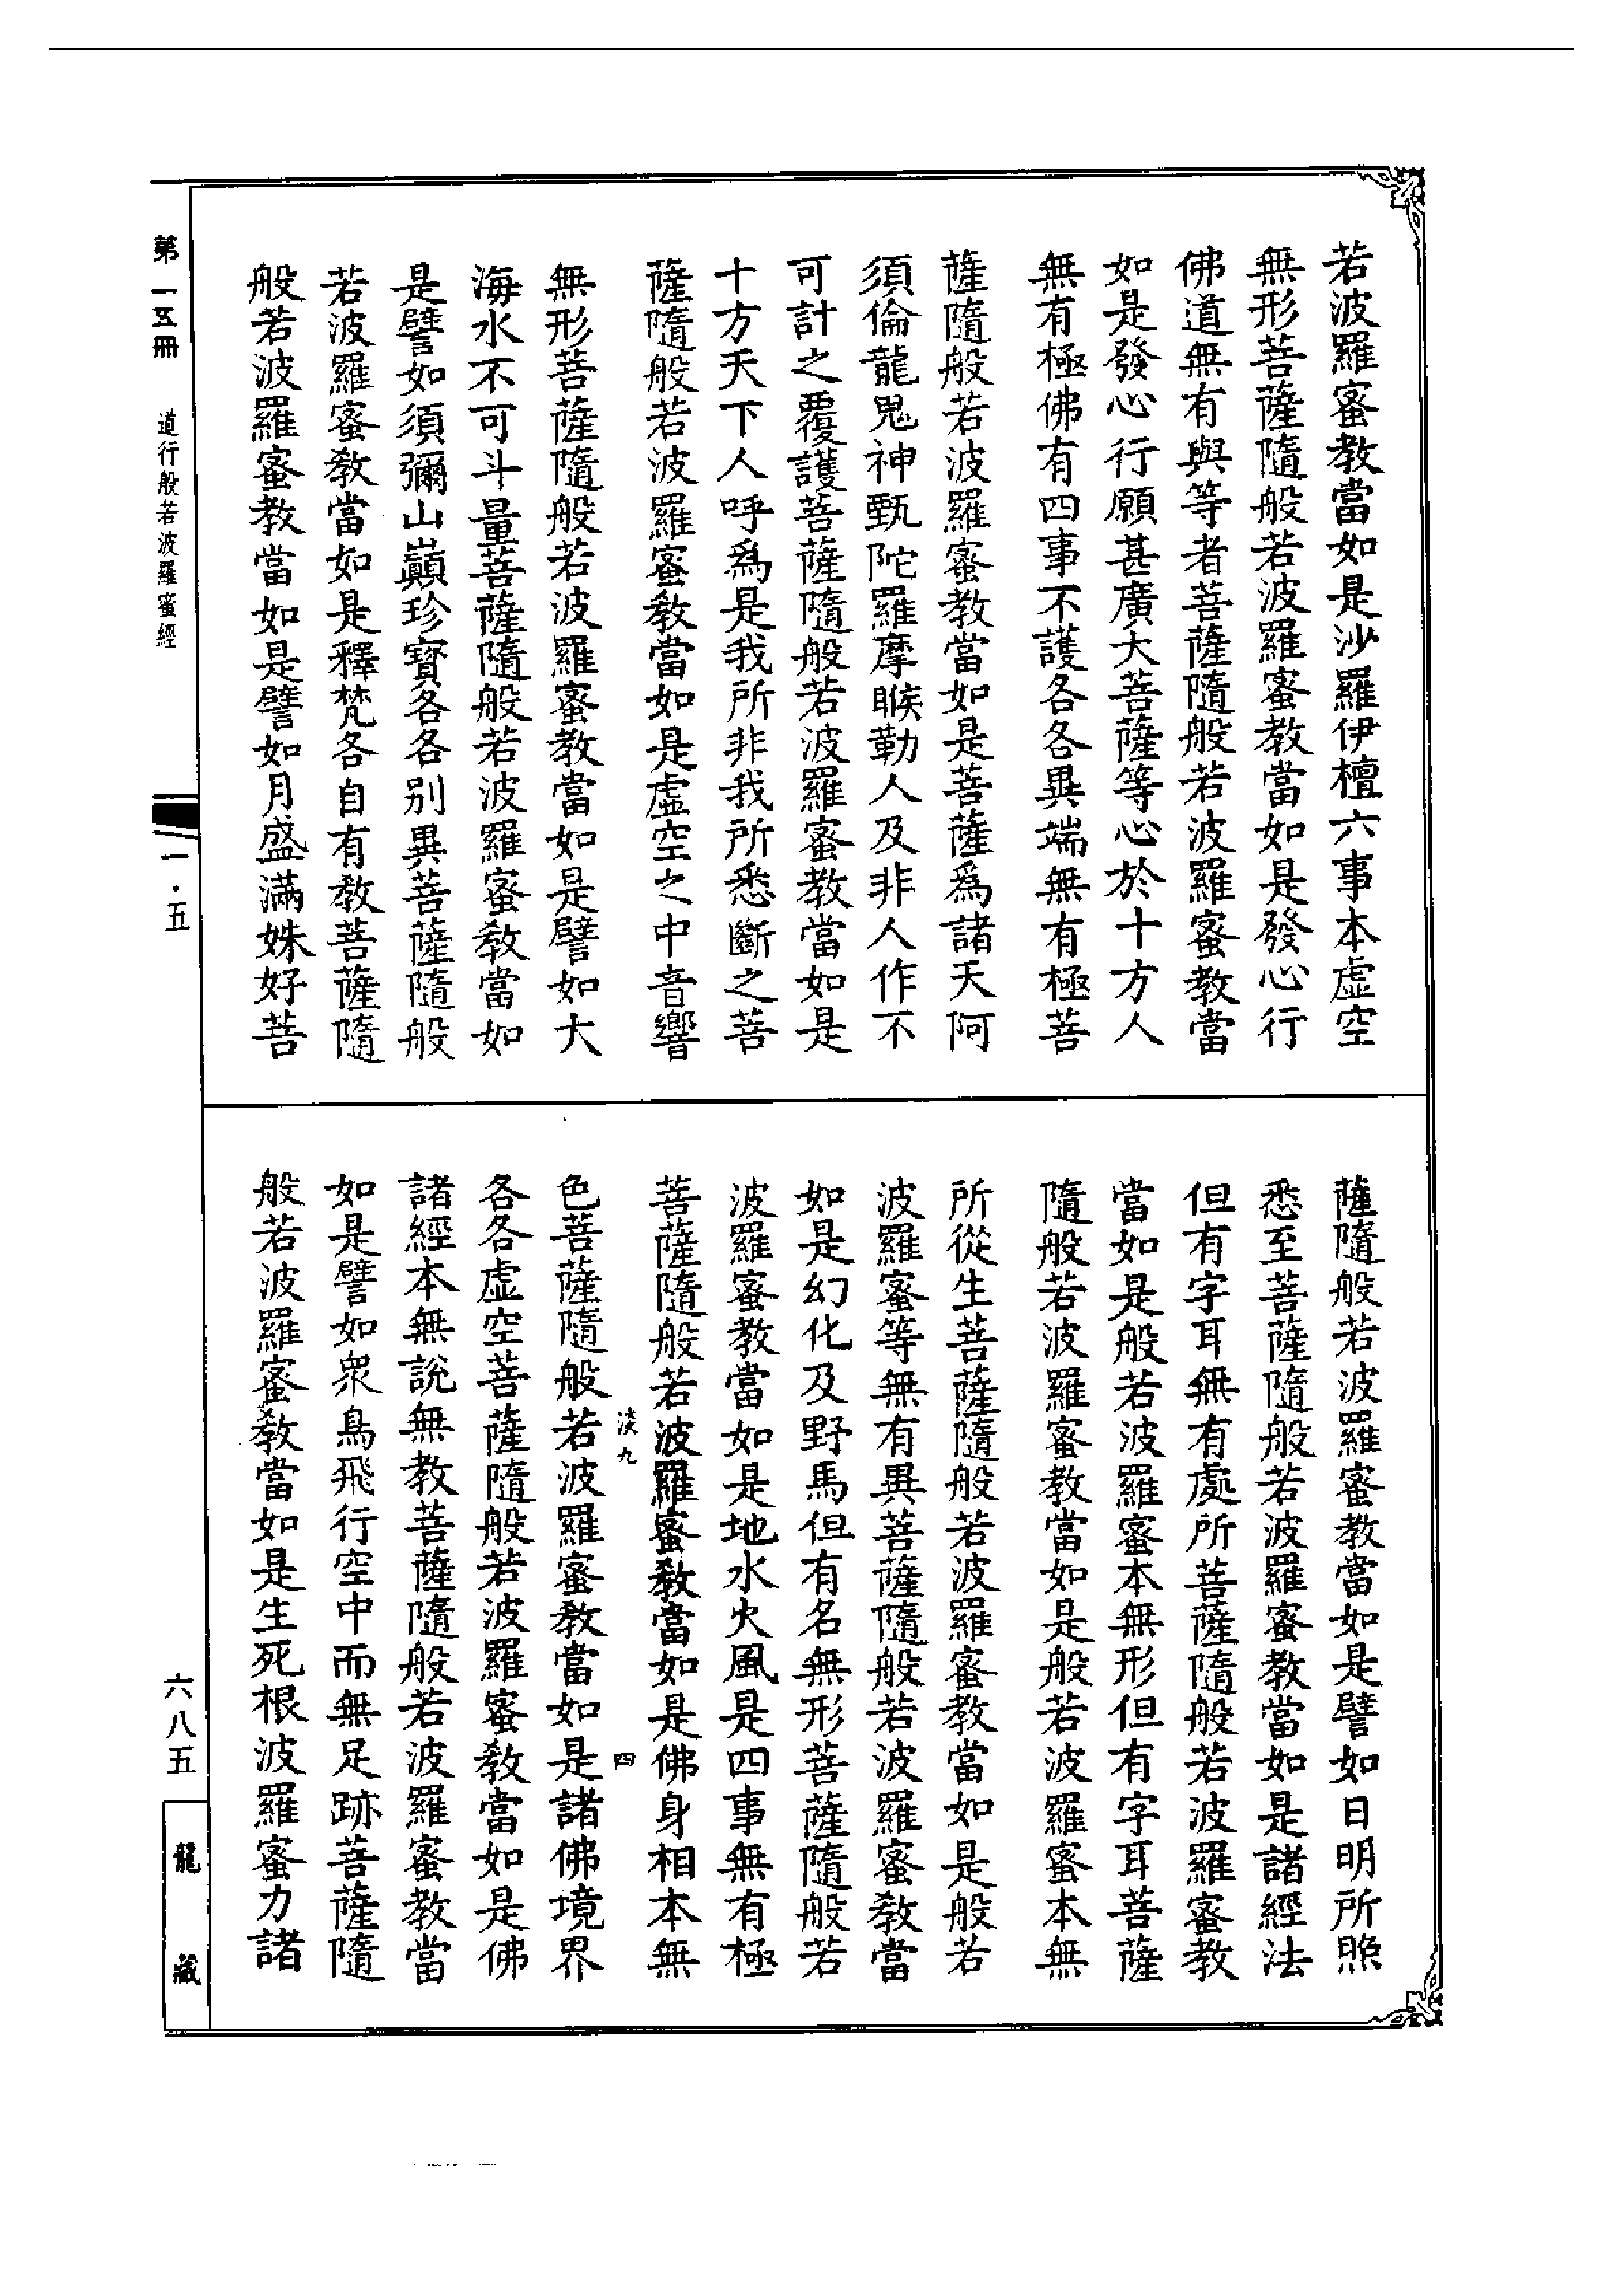 若波羅蜜教當如是沙羅伊檀六事本虛空
無形菩薩隨般若波羅蜜教當如是發心行
佛道無有與等者菩薩隨般若波羅蜜教當
如是發心行願甚廣大菩薩等心於十方人
無有極佛有四事不護各各異端無有極菩
薩隨般若波羅蜜教當如是菩薩為諸天阿
須倫龍鬼神甄陀羅摩睺勒人及非人作不
可計之覆護菩薩隨般若波羅蜜教當如是
十方天下人呼為是我所非我所悉斷之菩
薩隨般若波羅蜜教當如是虛空之中音響
無形菩薩隨般若波羅蜜教當如是譬如大
海水不可斗量菩薩隨般若波羅蜜教當如
是譬如須彌山巔珍寶各各別異菩薩隨般
若波羅蜜教當如是釋梵各自有教菩薩隨
般若波羅蜜教當如是譬如月盛滿姝好菩
薩隨般若波羅蜜教當如是譬如日明所照
悉至菩薩隨般若波羅蜜教當如是諸經法
但有字耳無有處所菩薩隨般若波羅蜜教
當如是般若波羅蜜本無形但有字耳菩薩
隨般若波羅蜜教當如是般若波羅蜜本無
所從生菩薩隨般若波羅蜜教當如是般若
波羅蜜等無有異菩薩隨般若波羅蜜教當
如是幻化及野馬但有名無形菩薩隨般若
波羅蜜教當如是地水火風是四事無有極
菩薩隨般若波羅蜜教當如是佛身相本無
淡九 四
色菩薩隨般若波羅蜜教當如是諸佛境界
各各虛空菩薩隨般若波羅蜜教當如是佛
諸經本無說無教菩薩隨般若波羅蜜教當
如是譬如眾鳥飛行空中而無足跡菩薩隨
般若波羅蜜教當如是生死根波羅蜜力諸
第一五冊 道行般若波羅蜜經 一·五 六八五 龍藏